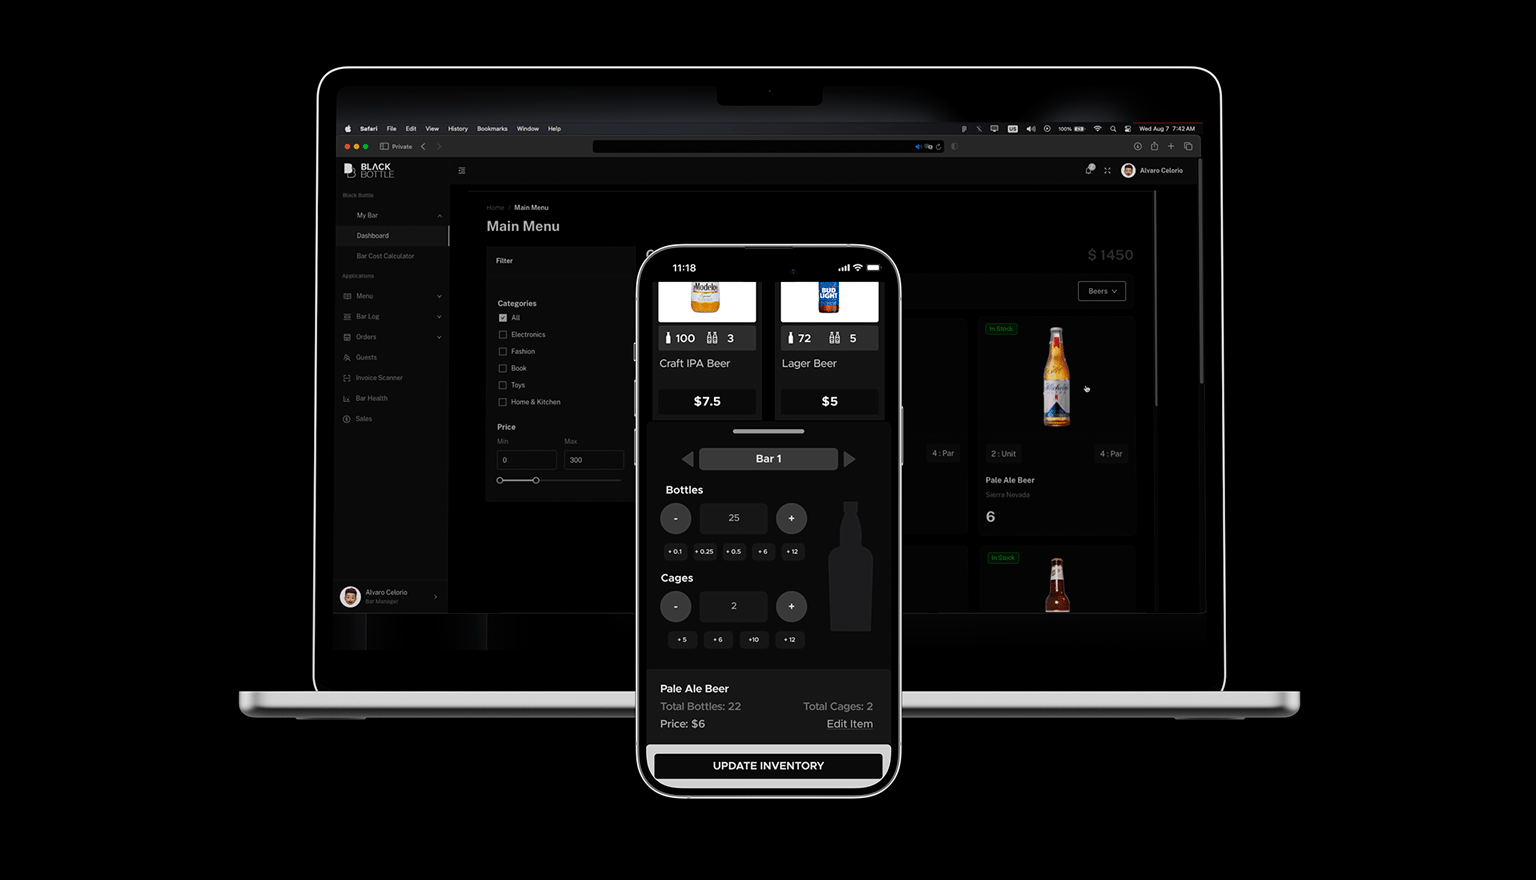 Safari File Edit View History Bookmarks Window Help
US 100% Wed Aug 7 7:42 AM
Private
BLACK
BOTTLE
Alvaro Celorio
Black Bottle
My Bar
Dashboard
Bar Cost Calculator
Applications
Menu
Bar Log
Orders
Guests
Invoice Scanner
Bar Health
Sales
Alvaro Celorio
Bar Manager
Home / Main Menu
Main Menu
Filter
Categories
All
Electronics
Fashion
Book
Toys
Home & Kitchen
Price
Min Max
0 300
$ 1450
Beers
4 : Par
In Stock
2 : Unit 4 : Par
Pale Ale Beer
Sierra Nevada
6
In Stock
11:18
Modelo
BUD
LIGHT
100 3
72 5
Craft IPA Beer
Lager Beer
$7.5
$5
Bar 1
Bottles
- 25 +
+ 0.1 + 0.25 + 0.5 + 6 + 12
Cages
- 2 +
+ 5 + 6 +10 + 12
Pale Ale Beer
Total Bottles: 22 Total Cages: 2
Price: $6 Edit Item
UPDATE INVENTORY